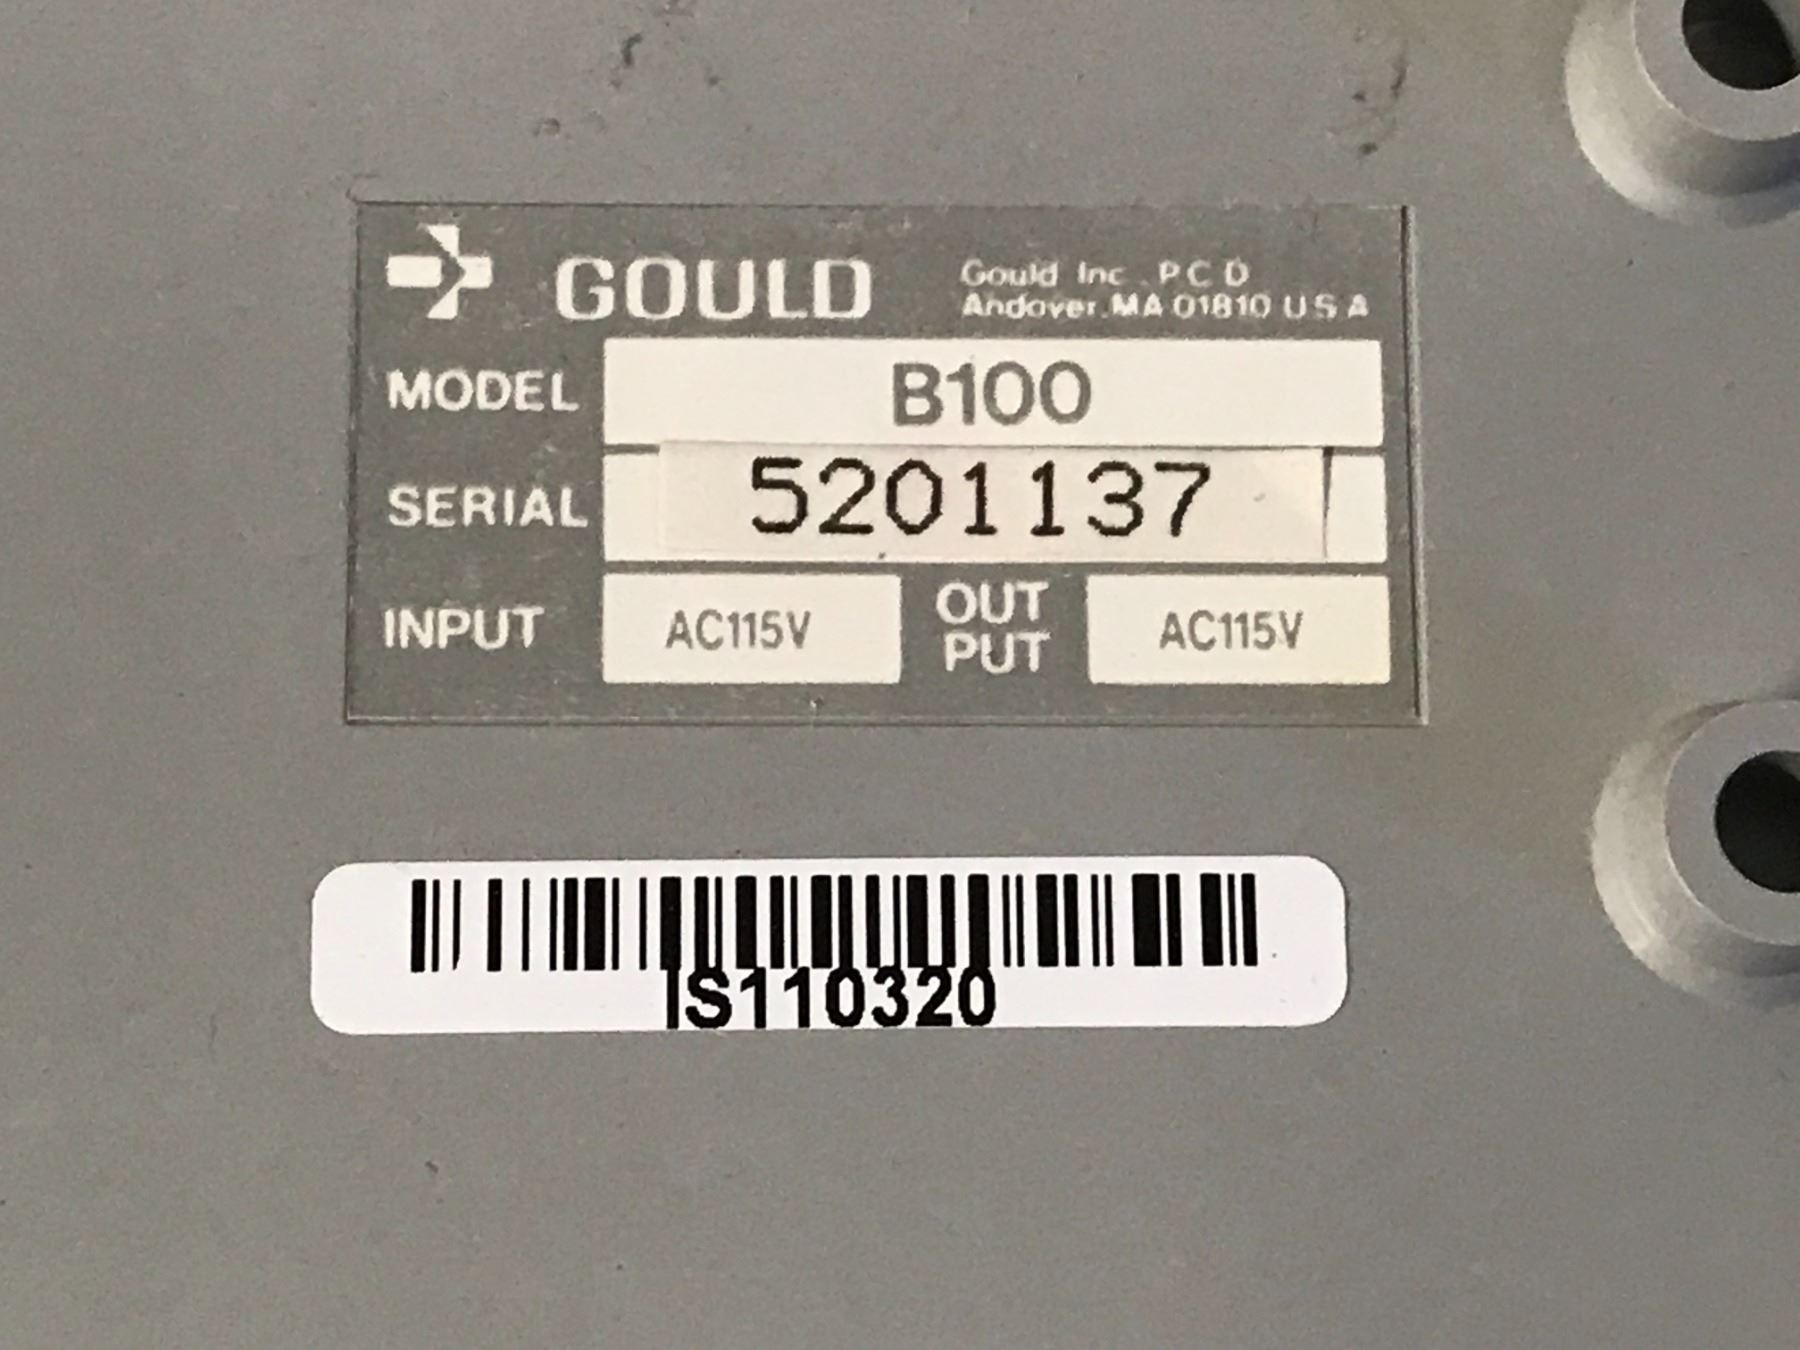 GOULD
Gould Inc. P C D
Andover, MA 01810 U S A
MODEL B100
SERIAL 5201137
INPUT AC115V OUT PUT AC115V
IS110320